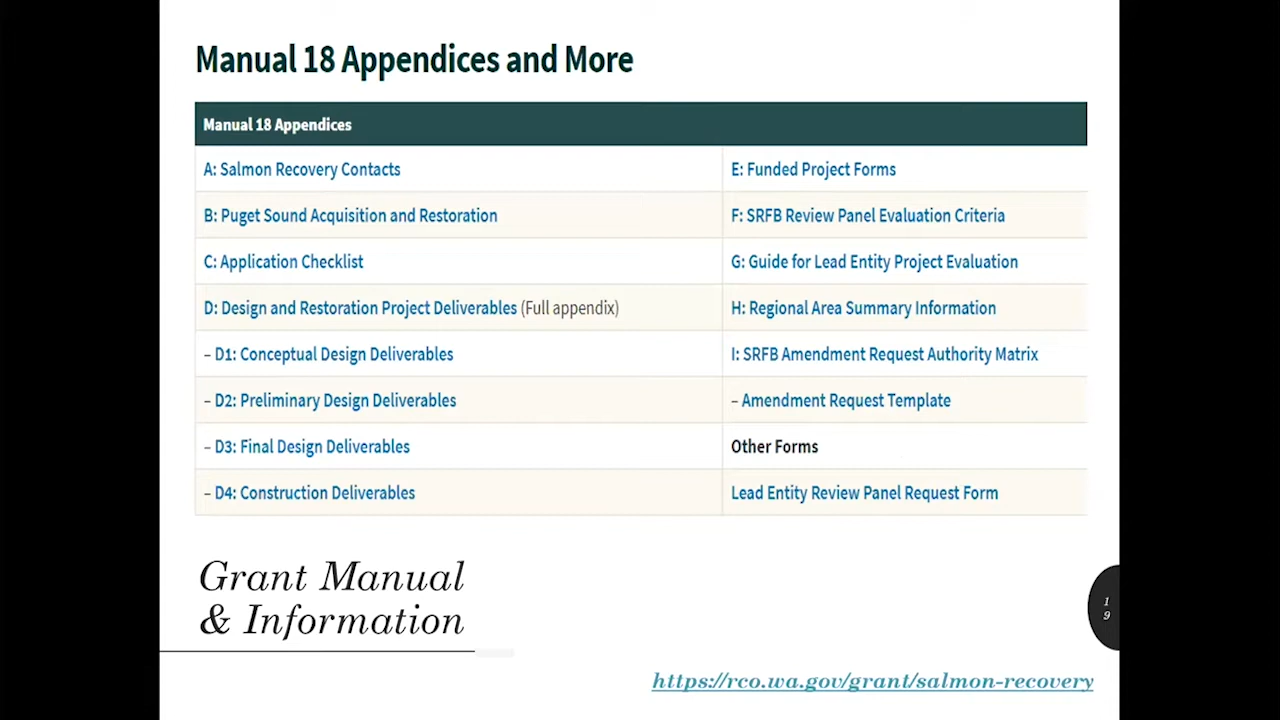 Manual 18 Appendices and More
Manual 18 Appendices
A: Salmon Recovery Contacts
E: Funded Project Forms
B: Puget Sound Acquisition and Restoration
F: SRFB Review Panel Evaluation Criteria
C: Application Checklist
G: Guide for Lead Entity Project Evaluation
D: Design and Restoration Project Deliverables (Full appendix)
H: Regional Area Summary Information
– D1: Conceptual Design Deliverables
I: SRFB Amendment Request Authority Matrix
– D2: Preliminary Design Deliverables
– Amendment Request Template
– D3: Final Design Deliverables
Other Forms
– D4: Construction Deliverables
Lead Entity Review Panel Request Form
Grant Manual
& Information
1
9
https://rco.wa.gov/grant/salmon-recovery